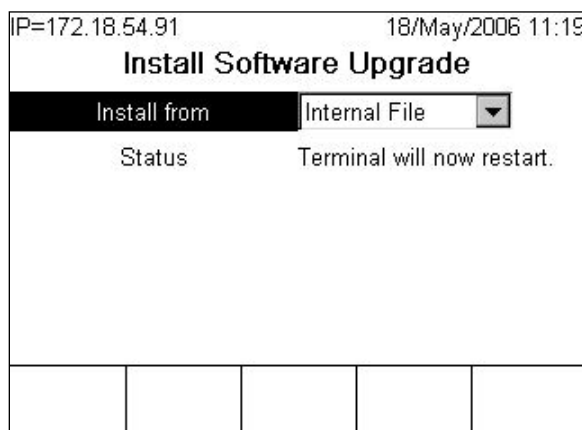 IP=172.18.54.91 18/May/2006 11:19
Install Software Upgrade
Install from Internal File
Status Terminal will now restart.